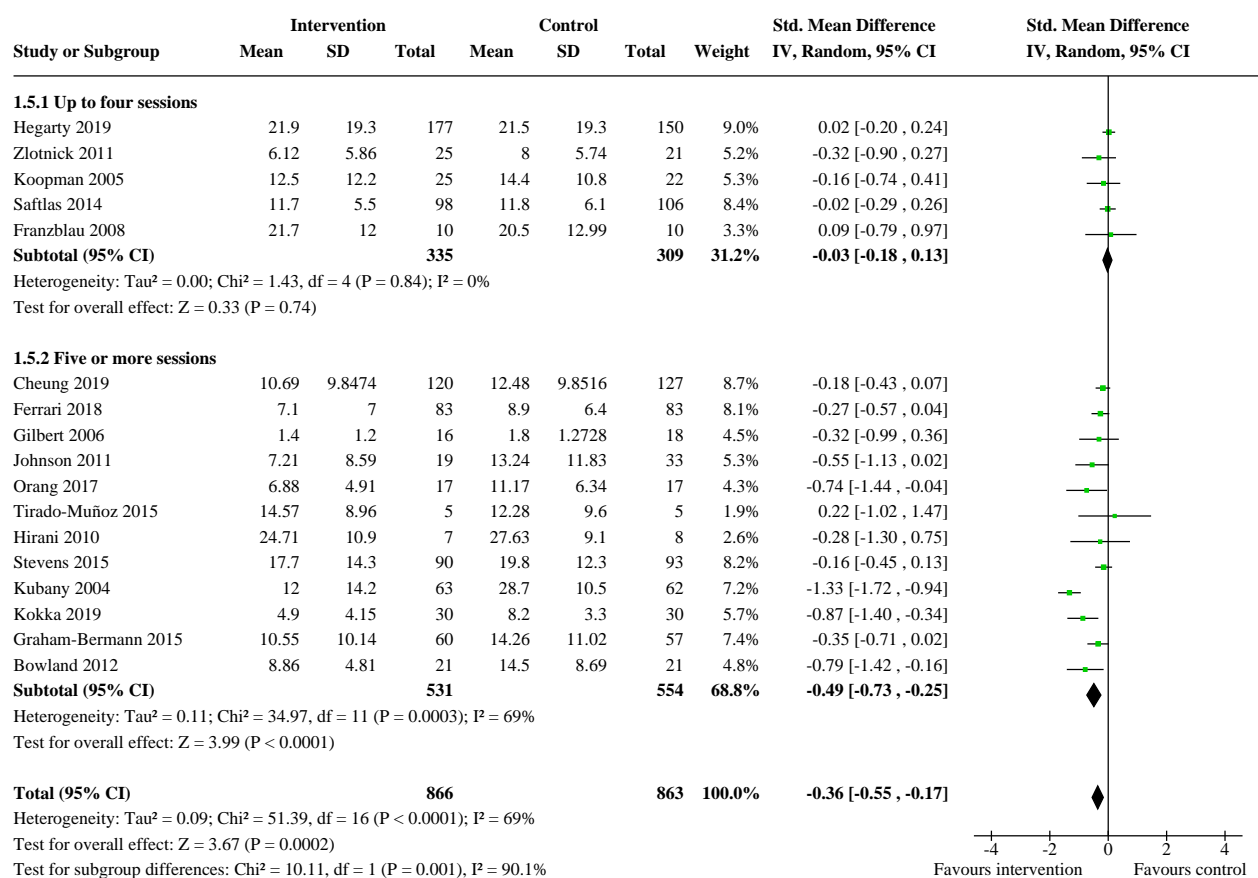 Intervention Control Std. Mean Difference Std. Mean Difference
Study or Subgroup Mean SD Total Mean SD Total Weight IV, Random, 95% CI IV, Random, 95% CI
1.5.1 Up to four sessions
Hegarty 2019 21.9 19.3 177 21.5 19.3 150 9.0% 0.02 [-0.20 , 0.24]
Zlotnick 2011 6.12 5.86 25 8 5.74 21 5.2% -0.32 [-0.90 , 0.27]
Koopman 2005 12.5 12.2 25 14.4 10.8 22 5.3% -0.16 [-0.74 , 0.41]
Saftlas 2014 11.7 5.5 98 11.8 6.1 106 8.4% -0.02 [-0.29 , 0.26]
Franzblau 2008 21.7 12 10 20.5 12.99 10 3.3% 0.09 [-0.79 , 0.97]
Subtotal (95% CI) 335 309 31.2% -0.03 [-0.18 , 0.13]
Heterogeneity: Tau² = 0.00; Chi² = 1.43, df = 4 (P = 0.84); I² = 0%
Test for overall effect: Z = 0.33 (P = 0.74)
1.5.2 Five or more sessions
Cheung 2019 10.69 9.8474 120 12.48 9.8516 127 8.7% -0.18 [-0.43 , 0.07]
Ferrari 2018 7.1 7 83 8.9 6.4 83 8.1% -0.27 [-0.57 , 0.04]
Gilbert 2006 1.4 1.2 16 1.8 1.2728 18 4.5% -0.32 [-0.99 , 0.36]
Johnson 2011 7.21 8.59 19 13.24 11.83 33 5.3% -0.55 [-1.13 , 0.02]
Orang 2017 6.88 4.91 17 11.17 6.34 17 4.3% -0.74 [-1.44 , -0.04]
Tirado-Muñoz 2015 14.57 8.96 5 12.28 9.6 5 1.9% 0.22 [-1.02 , 1.47]
Hirani 2010 24.71 10.9 7 27.63 9.1 8 2.6% -0.28 [-1.30 , 0.75]
Stevens 2015 17.7 14.3 90 19.8 12.3 93 8.2% -0.16 [-0.45 , 0.13]
Kubany 2004 12 14.2 63 28.7 10.5 62 7.2% -1.33 [-1.72 , -0.94]
Kokka 2019 4.9 4.15 30 8.2 3.3 30 5.7% -0.87 [-1.40 , -0.34]
Graham-Bermann 2015 10.55 10.14 60 14.26 11.02 57 7.4% -0.35 [-0.71 , 0.02]
Bowland 2012 8.86 4.81 21 14.5 8.69 21 4.8% -0.79 [-1.42 , -0.16]
Subtotal (95% CI) 531 554 68.8% -0.49 [-0.73 , -0.25]
Heterogeneity: Tau² = 0.11; Chi² = 34.97, df = 11 (P = 0.0003); I² = 69%
Test for overall effect: Z = 3.99 (P < 0.0001)
Total (95% CI) 866 863 100.0% -0.36 [-0.55 , -0.17]
Heterogeneity: Tau² = 0.09; Chi² = 51.39, df = 16 (P < 0.0001); I² = 69%
Test for overall effect: Z = 3.67 (P = 0.0002)
-4 -2 0 2 4
Test for subgroup differences: Chi² = 10.11, df = 1 (P = 0.001), I² = 90.1% Favours intervention Favours control